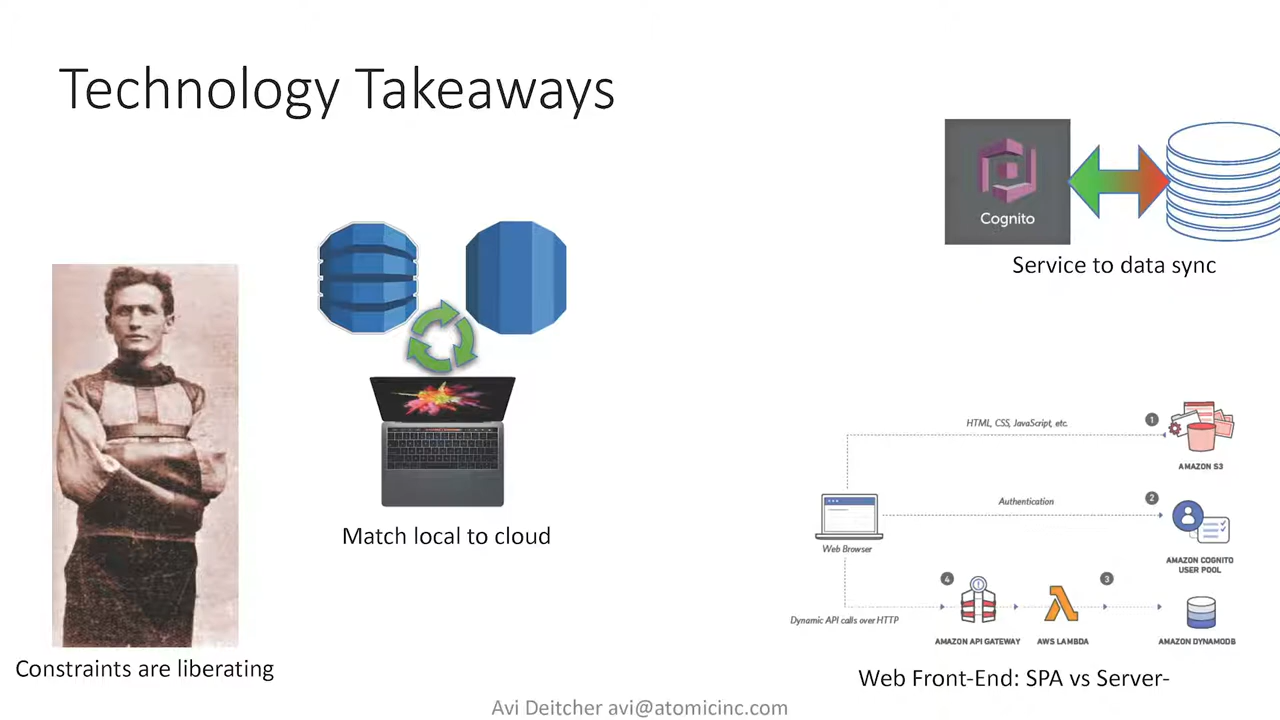 Technology Takeaways
Cognito
Service to data sync
Match local to cloud
Constraints are liberating
HTML, CSS, JavaScript, etc.
1
AMAZON S3
Authentication
2
Web Browser
AMAZON COGNITO
USER POOL
4
3
Dynamic API calls over HTTP
AMAZON API GATEWAY
AWS LAMBDA
AMAZON DYNAMODB
Web Front-End: SPA vs Server-
Avi Deitcher avi@atomicinc.com